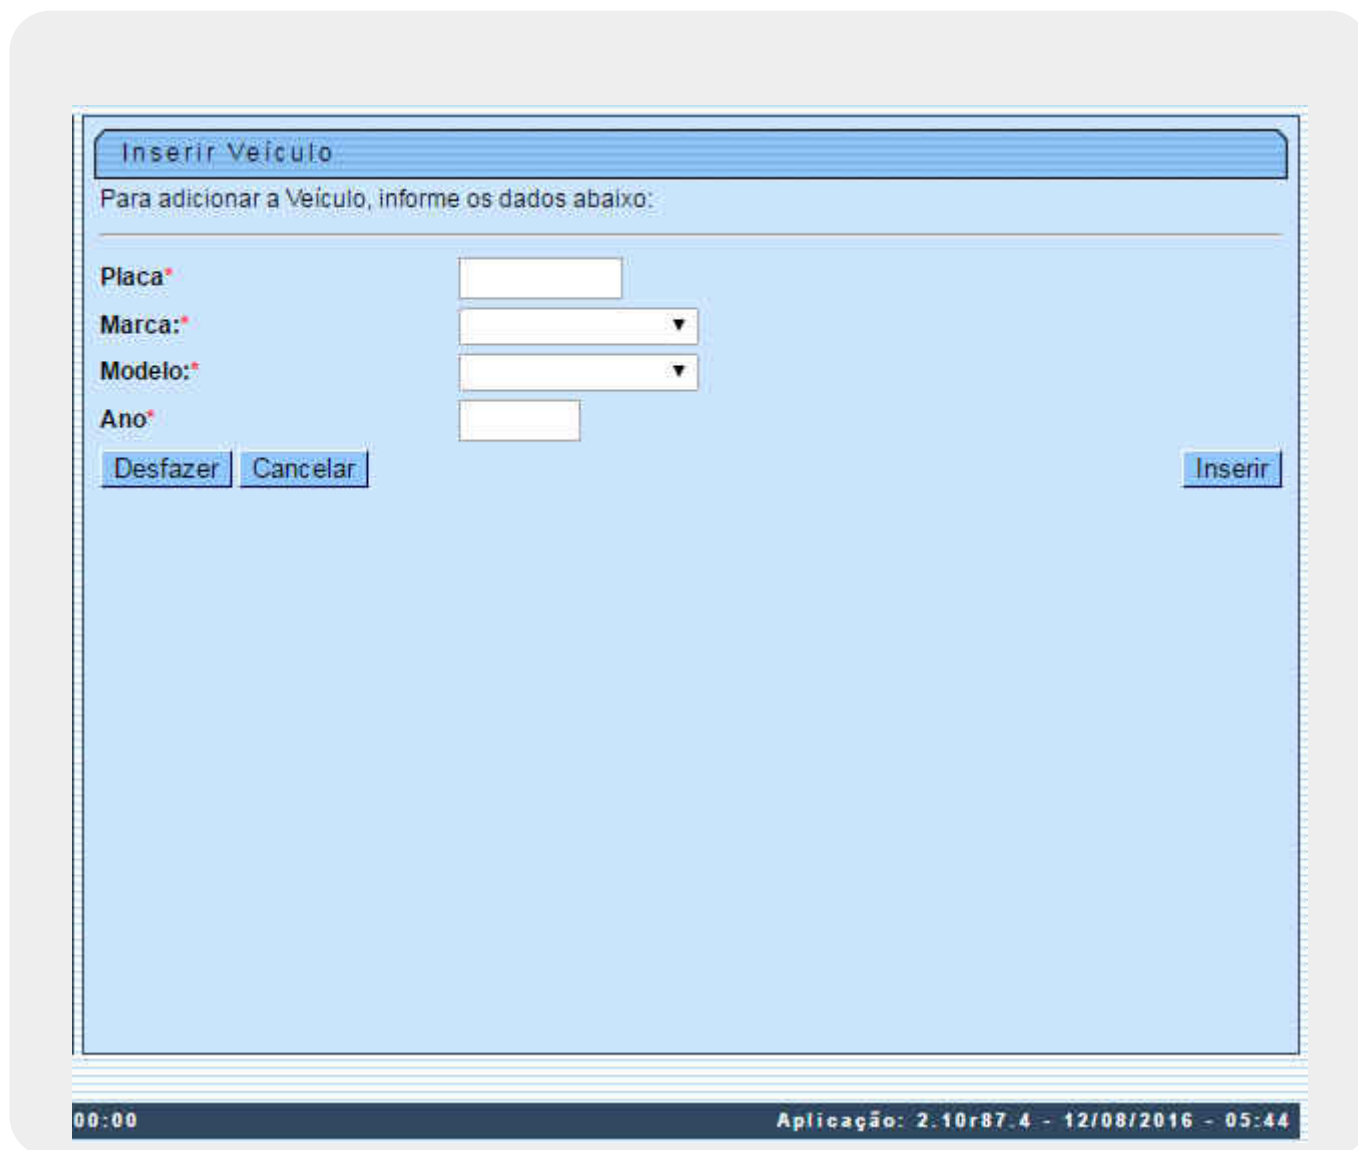 Inserir Veículo
Para adicionar a Veículo, informe os dados abaixo:
Placa*
Marca:*
Modelo:*
Ano*
Desfazer Cancelar Inserir
00:00 Aplicação: 2.10r87.4 - 12/08/2016 - 05:44